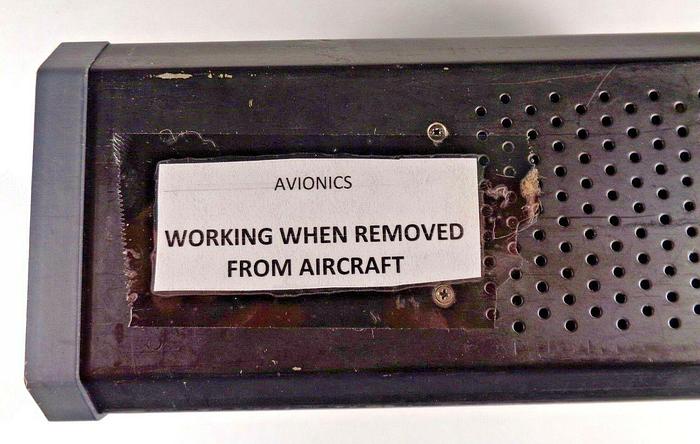 AVIONICS
WORKING WHEN REMOVED
FROM AIRCRAFT